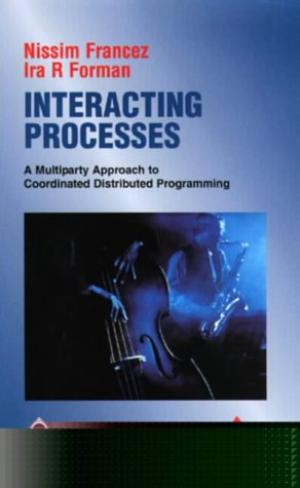 Nissim Francez
Ira R Forman
INTERACTING
PROCESSES
A Multiparty Approach to
Coordinated Distributed Programming